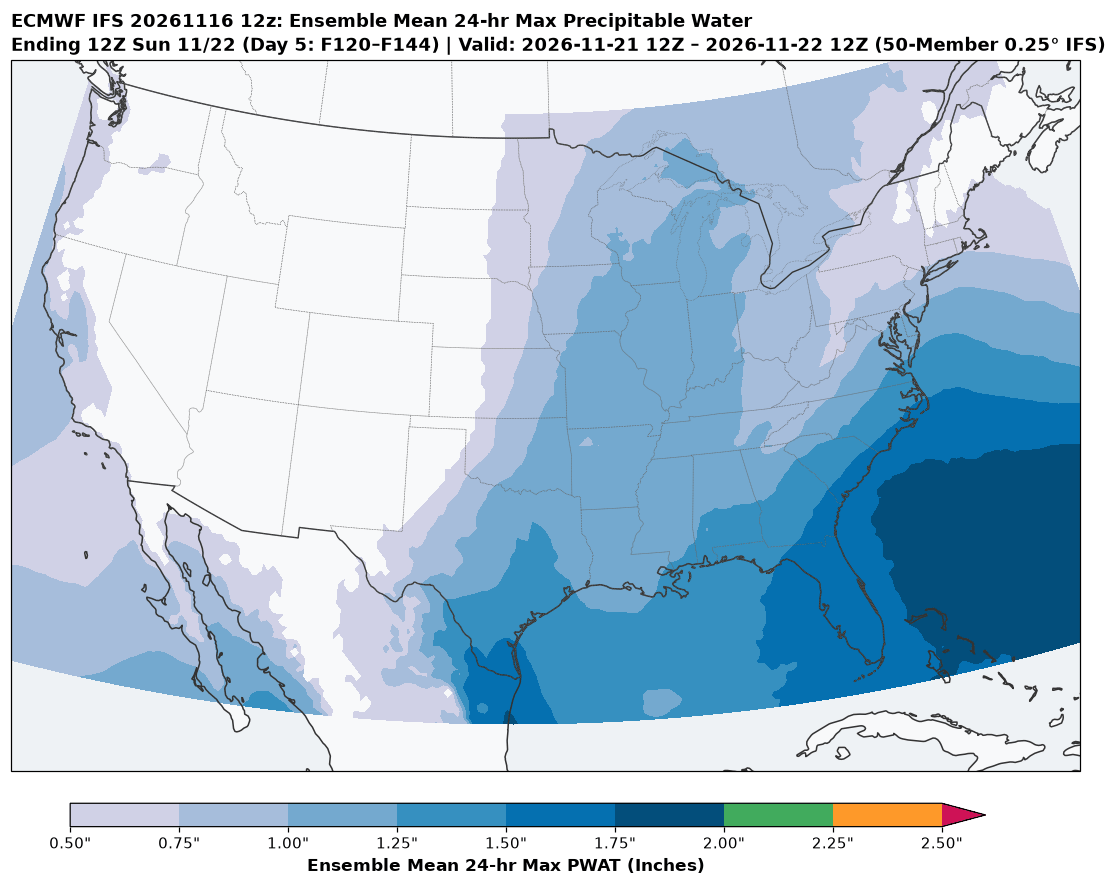 ECMWF IFS 20261116 12z: Ensemble Mean 24-hr Max Precipitable Water
Ending 12Z Sun 11/22 (Day 5: F120–F144) | Valid: 2026-11-21 12Z – 2026-11-22 12Z (50-Member 0.25° IFS)
0.50" 0.75" 1.00" 1.25" 1.50" 1.75" 2.00" 2.25" 2.50"
Ensemble Mean 24-hr Max PWAT (Inches)